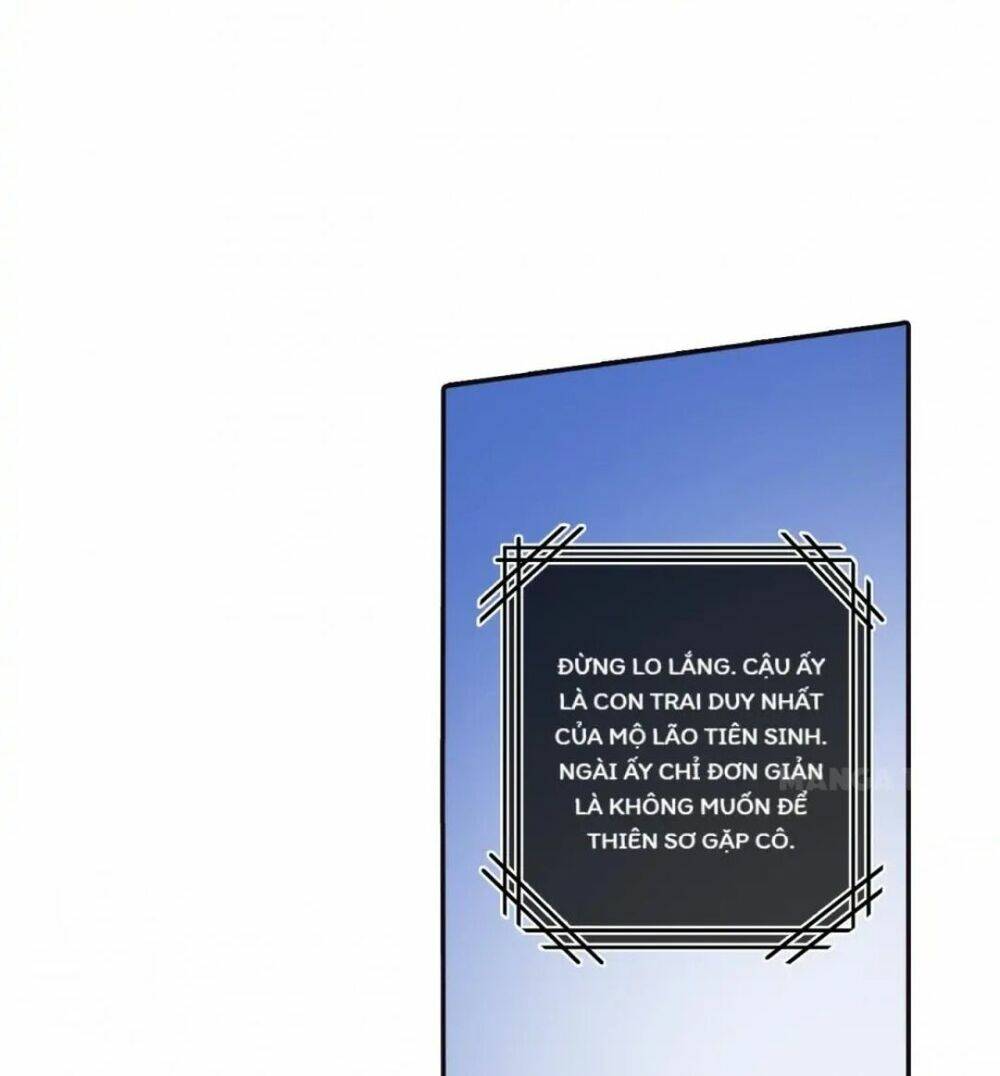 ĐỪNG LO LẮNG. CẬU ẤY
LÀ CON TRAI DUY NHẤT
CỦA MỘ LÃO TIÊN SINH.
NGÀI ẤY CHỈ ĐƠN GIẢN
LÀ KHÔNG MUỐN ĐỂ
THIÊN SƠ GẶP CÔ.
MANGA